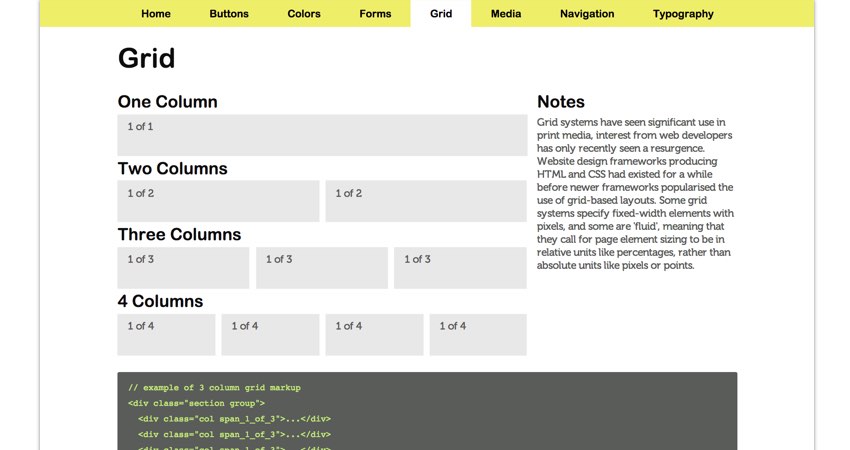 Home Buttons Colors Forms Grid Media Navigation Typography
Grid
One Column
1 of 1
Two Columns
1 of 2 1 of 2
Three Columns
1 of 3 1 of 3 1 of 3
4 Columns
1 of 4 1 of 4 1 of 4 1 of 4
Notes
Grid systems have seen significant use in
print media, interest from web developers
has only recently seen a resurgence.
Website design frameworks producing
HTML and CSS had existed for a while
before newer frameworks popularised the
use of grid-based layouts. Some grid
systems specify fixed-width elements with
pixels, and some are 'fluid', meaning that
they call for page element sizing to be in
relative units like percentages, rather than
absolute units like pixels or points.
// example of 3 column grid markup
<div class="section group">
<div class="col span_1_of_3">...</div>
<div class="col span_1_of_3">...</div>
<div class="col span_1_of_3">...</div>